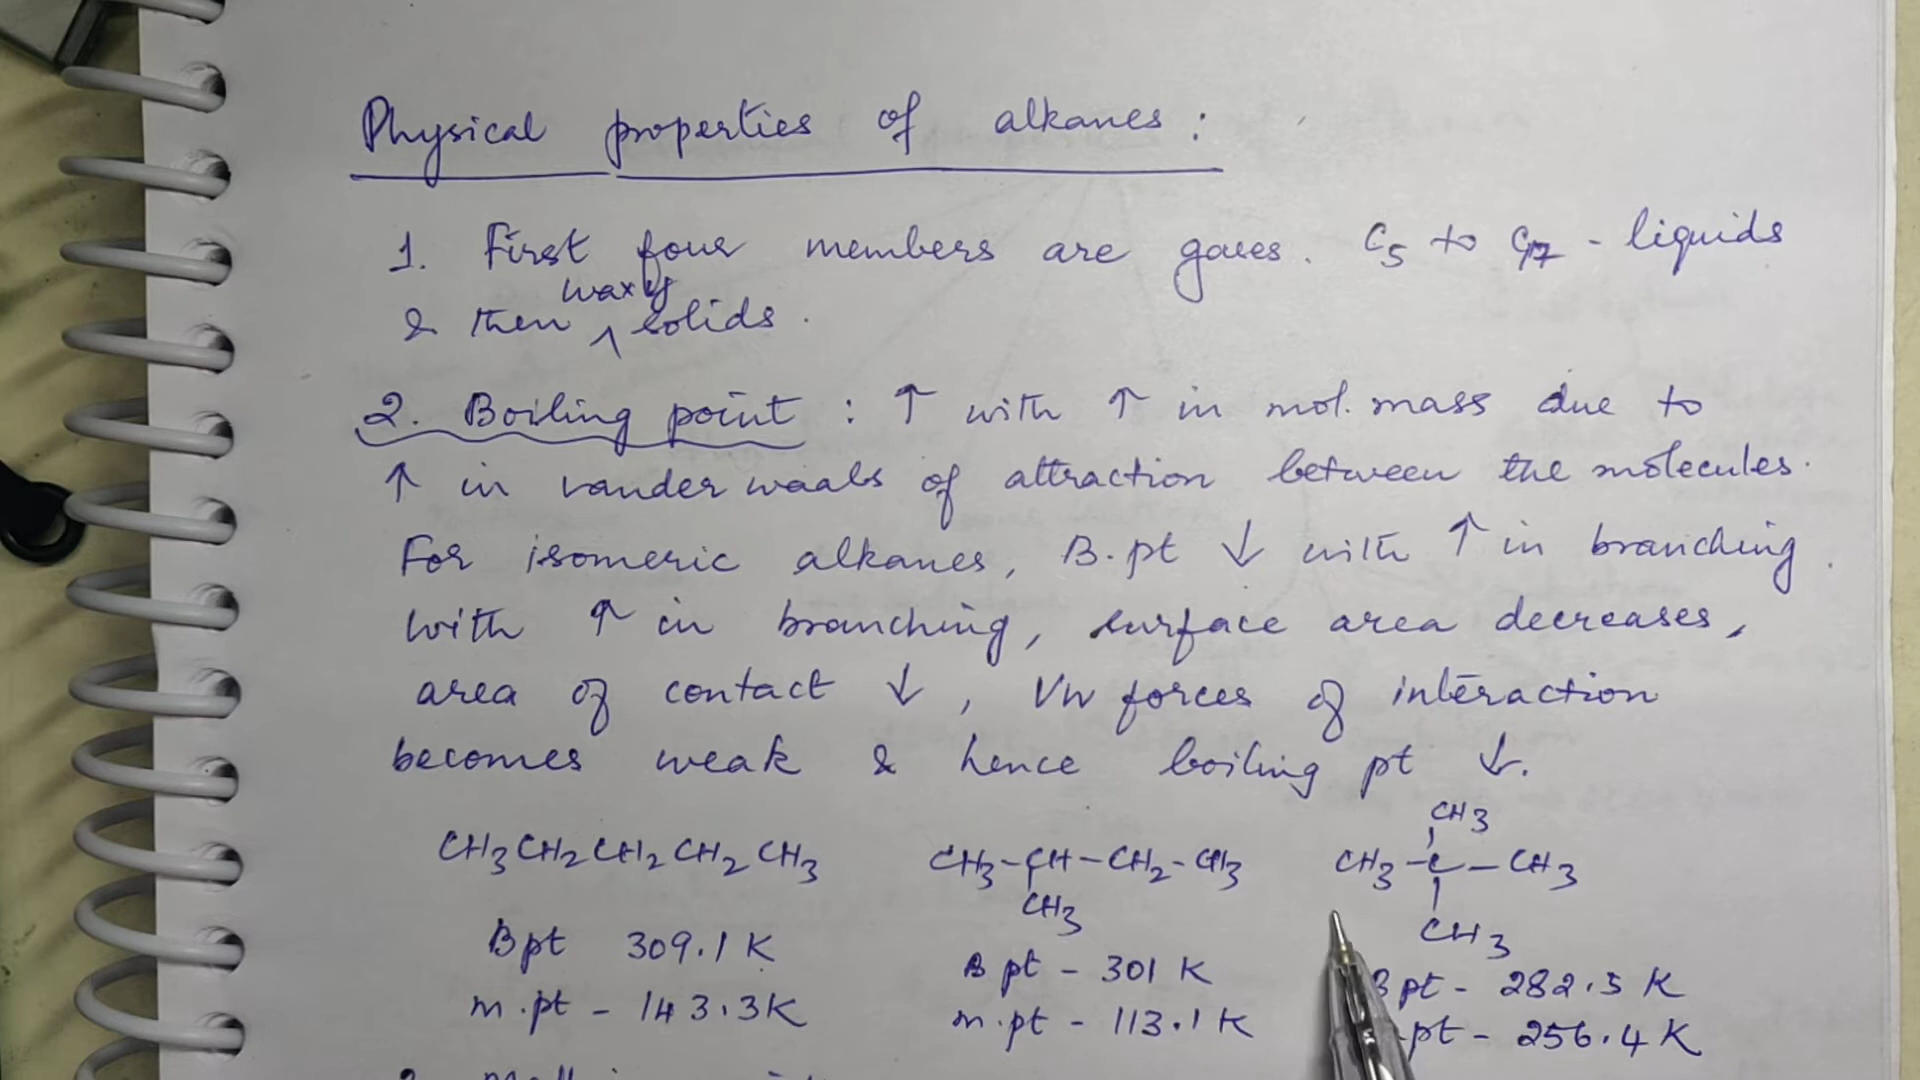 Physical properties of alkanes :
1. First four members are gases. C5 to C17 - liquids
waxy
& then ^ solids.
2. Boiling point : ↑ with ↑ in mol. mass due to
↑ in vander waals of attraction between the molecules.
For isomeric alkanes, B.pt ↓ with ↑ in branching.
With ↑ in branching, surface area decreases,
area of contact ↓, VW forces of interaction
becomes weak & hence boiling pt ↓.
CH3
CH3CH2CH2CH2CH3 CH3-CH-CH2-CH3 CH3-C-CH3
CH3 CH3
Bpt 309.1 K B pt - 301 K Bpt - 282.5 K
m.pt - 143.3K m.pt - 113.1 K pt - 256.4 K